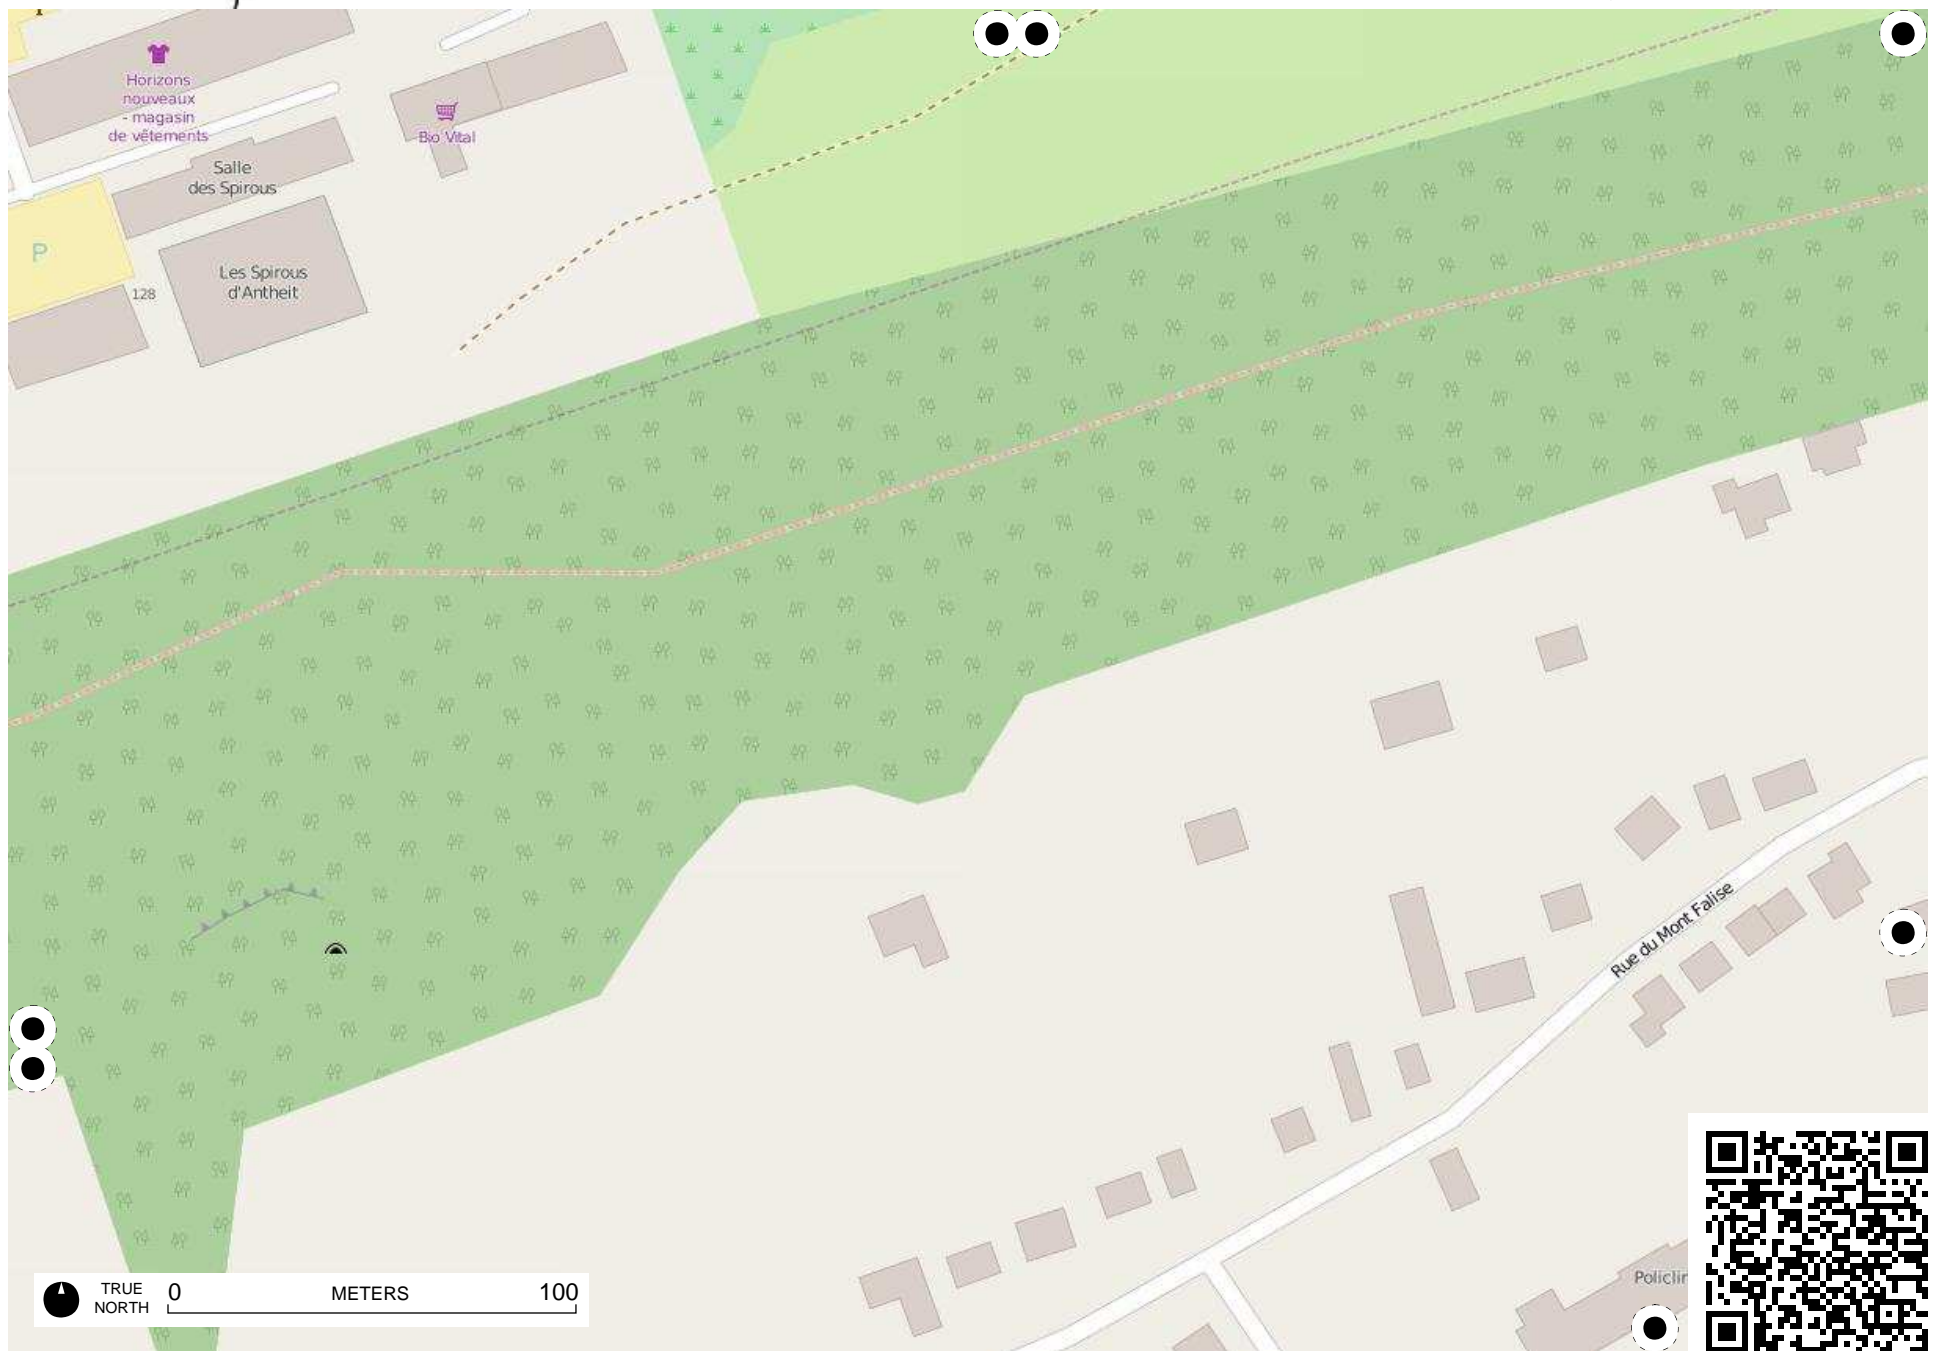 Horizons
nouveaux
- magasin
de vêtements
Bio Vital
Salle
des Spirous
P
Les Spirous
d'Antheit
128
Rue du Mont Falise
TRUE
NORTH
0
METERS
100